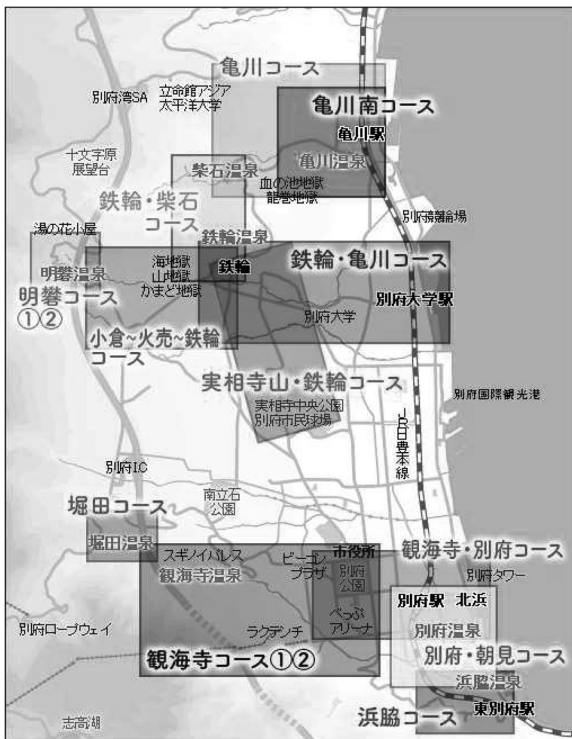 亀川コース
別府湾SA
立命館アジア
太平洋大学
亀川南コース
亀川駅
十文字原
展望台
柴石温泉
亀川温泉
血の池地獄
龍巻地獄
鉄輪・柴石
コース
別府競輪場
湯の花小屋
鉄輪温泉
明礬温泉
海地獄
山地獄
かまど地獄
鉄輪
鉄輪・亀川コース
明礬コース
①②
別府大学駅
別府大学
小倉~火売~鉄輪
コース
実相寺山・鉄輪コース
実相寺中央公園
別府市民球場
別府国際観光港
JR日豊本線
別府I.C
南立石
公園
堀田コース
堀田温泉
スギノイパレス
観海寺温泉
ビーコン
プラザ
市役所
別府
公園
観海寺・別府コース
別府タワー
別府駅
北浜
べっぷ
アリーナ
別府ロープウェイ
ラクテンチ
別府温泉
観海寺コース①②
別府・朝見コース
浜脇温泉
志高湖
浜脇コース
東別府駅